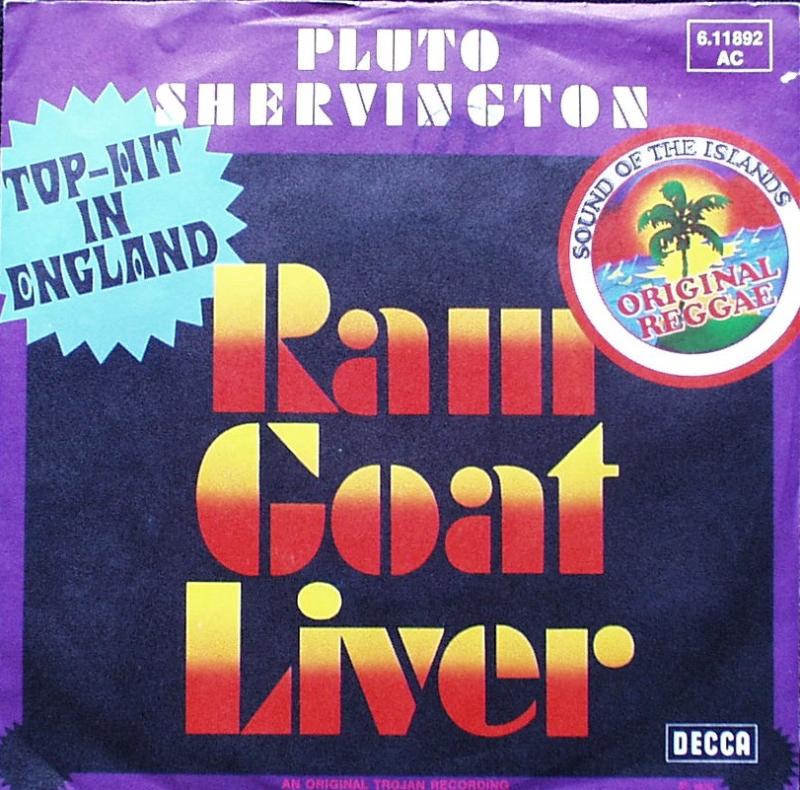 PLUTO
SHERVINGTON
6.11892
AC
TOP-HIT
IN
ENGLAND
SOUND OF THE ISLANDS
ORIGINAL
REGGAE
Ram
Goat
Liver
DECCA
AN ORIGINAL TROJAN RECORDING